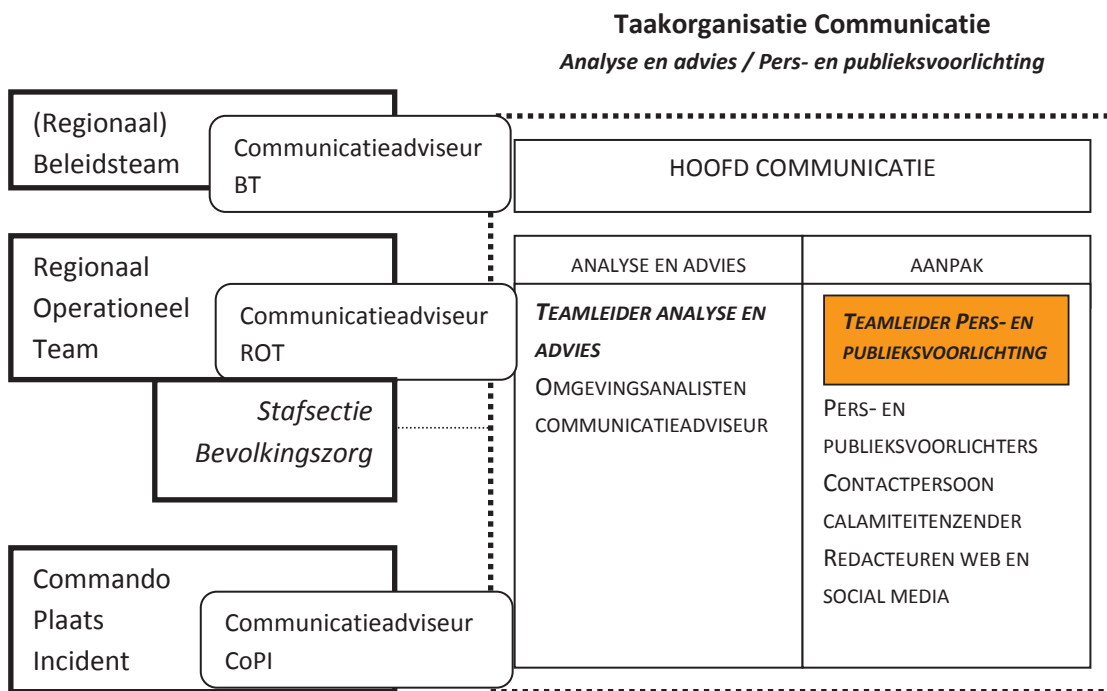 Taakorganisatie Communicatie
Analyse en advies / Pers- en publieksvoorlichting
(Regionaal)
Beleidsteam
Communicatieadviseur
BT
HOOFD COMMUNICATIE
Regionaal
Operationeel
Team
Communicatieadviseur
ROT
Stafsectie
Bevolkingszorg
ANALYSE EN ADVIES
TEAMLEIDER ANALYSE EN
ADVIES
OMGEVINGSANALISTEN
COMMUNICATIEADVISEUR
AANPAK
TEAMLEIDER PERS- EN
PUBLIEKSVOORLICHTING
PERS- EN
PUBLIEKSVOORLICHTERS
CONTACTPERSOON
CALAMITEITENZENDER
REDACTEUREN WEB EN
SOCIAL MEDIA
Commando
Plaats
Incident
Communicatieadviseur
CoPI